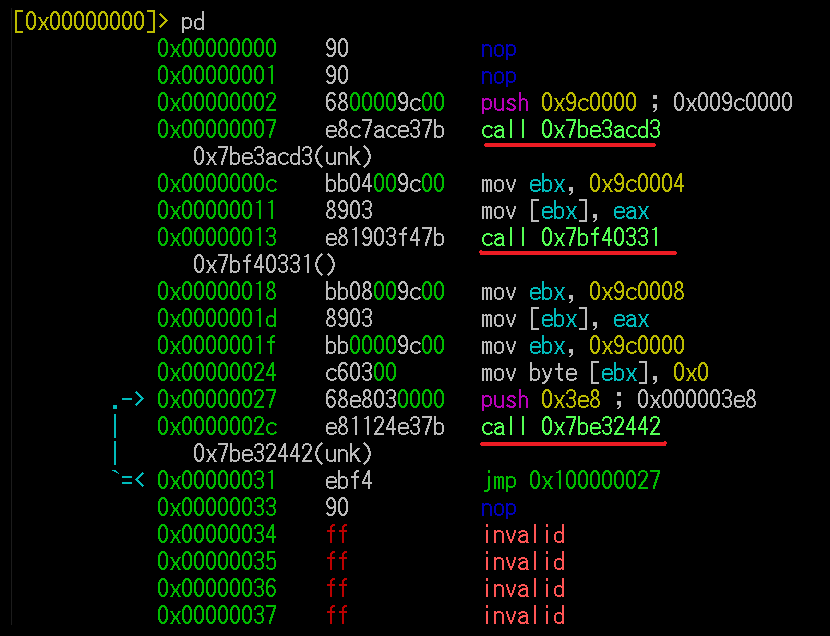 [0x00000000]> pd
0x00000000 90 nop
0x00000001 90 nop
0x00000002 6800009c00 push 0x9c0000 ; 0x009c0000
0x00000007 e8c7ace37b call 0x7be3acd3
0x7be3acd3(unk)
0x0000000c bb04009c00 mov ebx, 0x9c0004
0x00000011 8903 mov [ebx], eax
0x00000013 e81903f47b call 0x7bf40331
0x7bf40331()
0x00000018 bb08009c00 mov ebx, 0x9c0008
0x0000001d 8903 mov [ebx], eax
0x0000001f bb00009c00 mov ebx, 0x9c0000
0x00000024 c60300 mov byte [ebx], 0x0
.-> 0x00000027 68e8030000 push 0x3e8 ; 0x000003e8
| 0x0000002c e81124e37b call 0x7be32442
| 0x7be32442(unk)
`=< 0x00000031 ebf4 jmp 0x100000027
0x00000033 90 nop
0x00000034 ff invalid
0x00000035 ff invalid
0x00000036 ff invalid
0x00000037 ff invalid